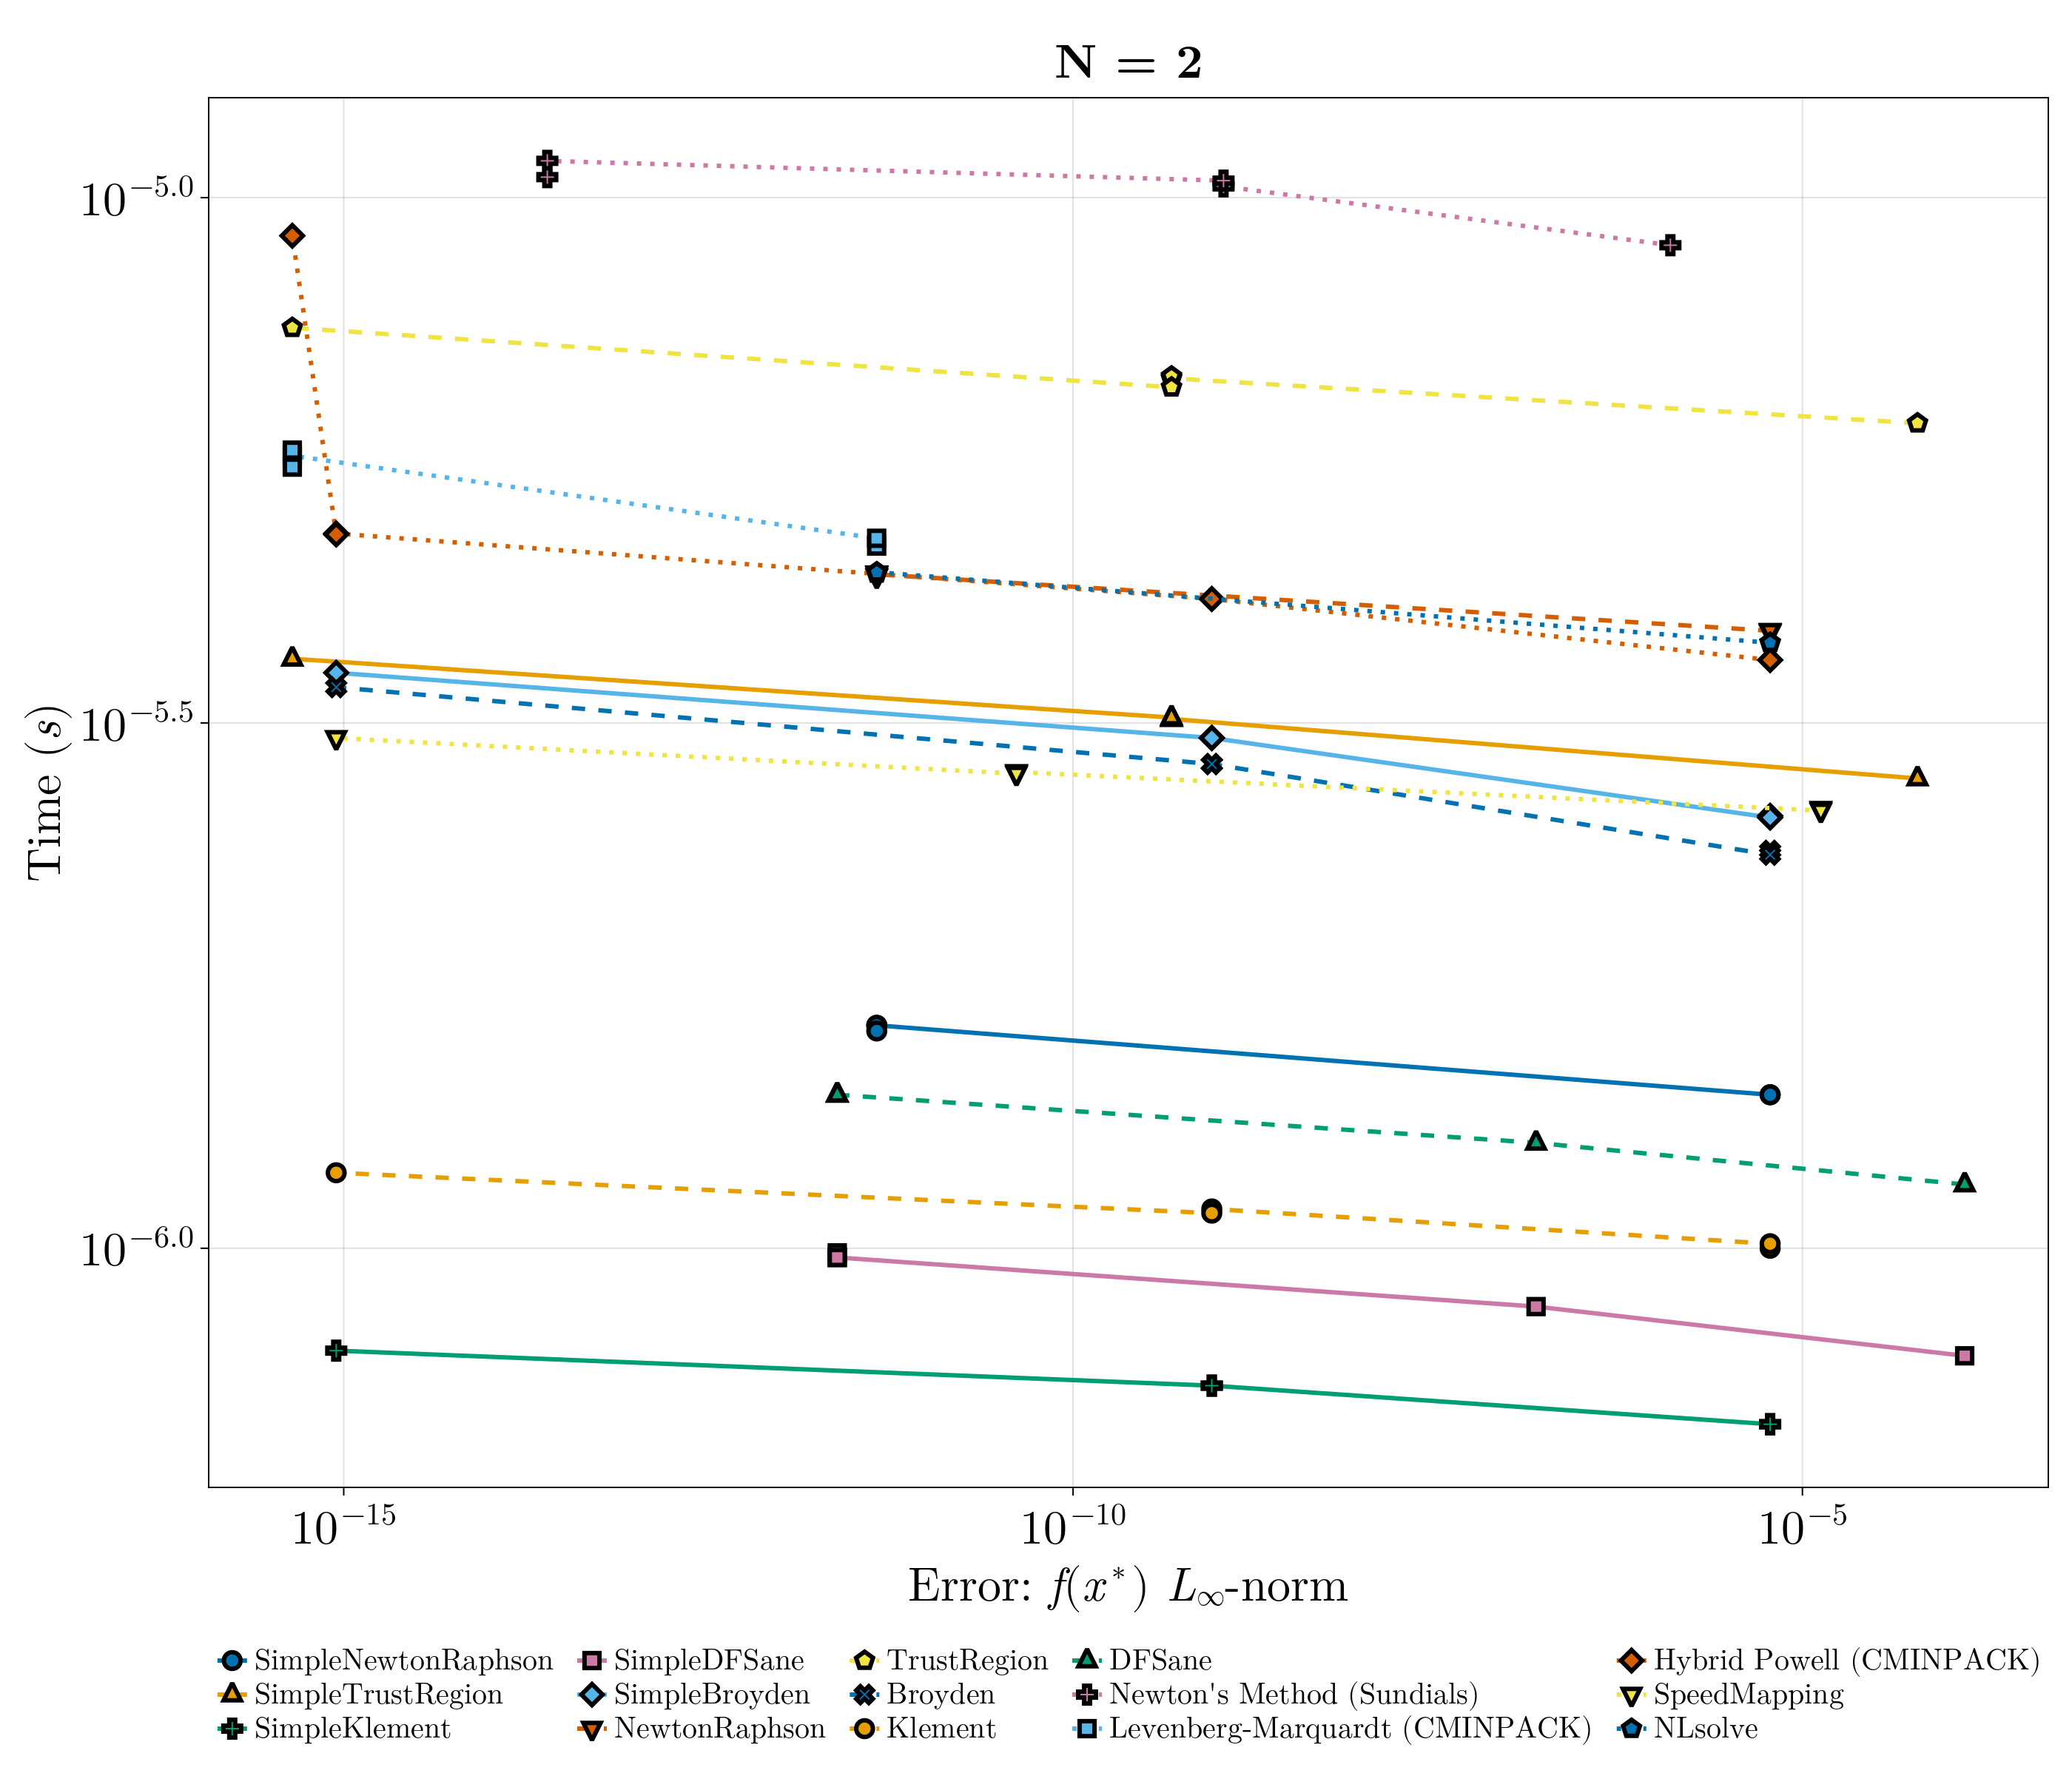 N = 2
10^−5.0
10^−5.5
10^−6.0
Time (s)
10^−15 10^−10 10^−5
Error: f(x*) L∞-norm
SimpleNewtonRaphson SimpleDFSane TrustRegion DFSane Hybrid Powell (CMINPACK)
SimpleTrustRegion SimpleBroyden Broyden Newton's Method (Sundials) SpeedMapping
SimpleKlement NewtonRaphson Klement Levenberg-Marquardt (CMINPACK) NLsolve